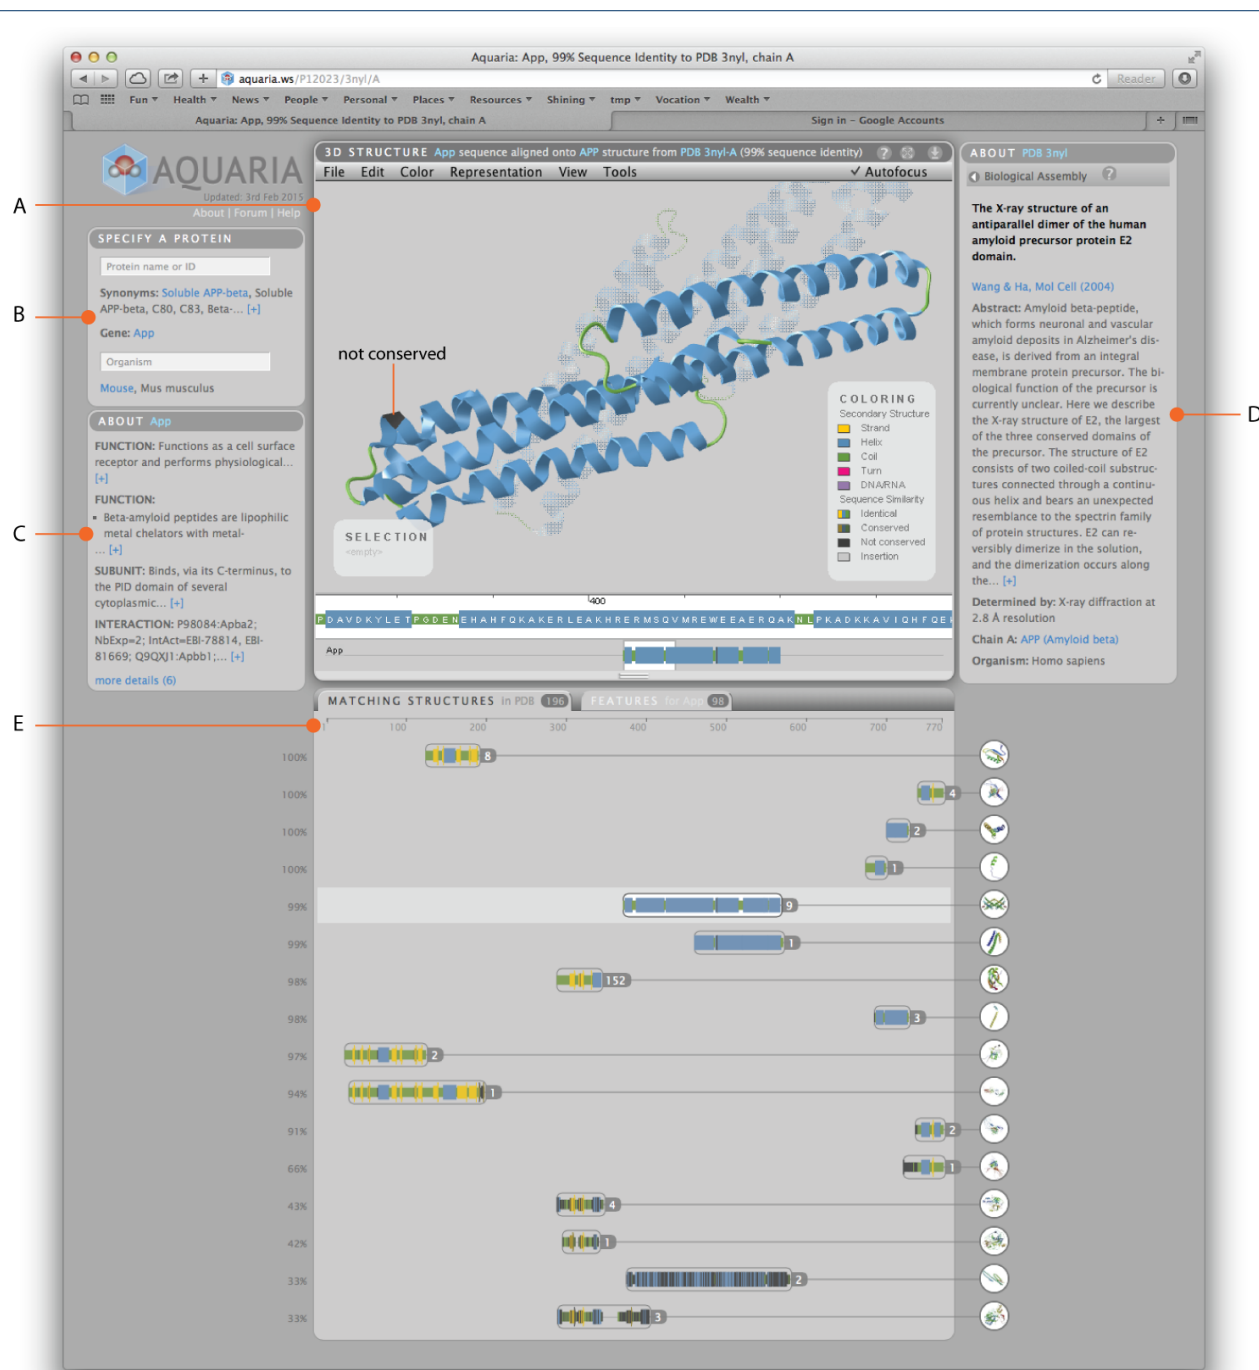 Aquaria: App, 99% Sequence Identity to PDB 3nyl, chain A
aquaria.ws/P12023/3nyl/A
Reader
Fun Health News People Personal Places Resources Shining tmp Vocation Wealth
Aquaria: App, 99% Sequence Identity to PDB 3nyl, chain A
Sign in – Google Accounts
AQUARIA
Updated: 3rd Feb 2015
About | Forum | Help
A
B
C
D
E
SPECIFY A PROTEIN
Protein name or ID
Synonyms: Soluble APP-beta, Soluble
APP-beta, C80, C83, Beta-... [+]
Gene: App
Organism
Mouse, Mus musculus
ABOUT App
FUNCTION: Functions as a cell surface
receptor and performs physiological...
[+]
FUNCTION:
Beta-amyloid peptides are lipophilic
metal chelators with metal-
... [+]
SUBUNIT: Binds, via its C-terminus, to
the PID domain of several
cytoplasmic... [+]
INTERACTION: P98084:Apba2;
NbExp=2; IntAct=EBI-78814, EBI-
81669; Q9QXJ1:Apbb1;... [+]
more details (6)
3D STRUCTURE App sequence aligned onto APP structure from PDB 3nyl-A (99% sequence identity) ?
File Edit Color Representation View Tools ✓ Autofocus
not conserved
COLORING
Secondary Structure
Strand
Helix
Coil
Turn
DNA/RNA
Sequence Similarity
Identical
Conserved
Not conserved
Insertion
SELECTION
«empty»
400
PDAVDKYLETPGDENEHAHFQKAKERLEAKHRERMSQVMREWEEAERQAKNLPKADKKAVIQHFQE
App
ABOUT PDB 3nyl
Biological Assembly ?
The X-ray structure of an
antiparallel dimer of the human
amyloid precursor protein E2
domain.
Wang & Ha, Mol Cell (2004)
Abstract: Amyloid beta-peptide,
which forms neuronal and vascular
amyloid deposits in Alzheimer's dis-
ease, is derived from an integral
membrane protein precursor. The bi-
ological function of the precursor is
currently unclear. Here we describe
the X-ray structure of E2, the largest
of the three conserved domains of
the precursor. The structure of E2
consists of two coiled-coil substruc-
tures connected through a continu-
ous helix and bears an unexpected
resemblance to the spectrin family
of protein structures. E2 can re-
versibly dimerize in the solution,
and the dimerization occurs along
the... [+]
Determined by: X-ray diffraction at
2.8 Å resolution
Chain A: APP (Amyloid beta)
Organism: Homo sapiens
MATCHING STRUCTURES in PDB 196 FEATURES for App 98
1 100 200 300 400 500 600 700 770
100% 8
100% 4
100% 2
100% 1
99% 9
99% 1
98% 152
98% 3
97% 2
94% 1
91% 2
66% 1
43% 4
42% 1
33% 2
33% 3